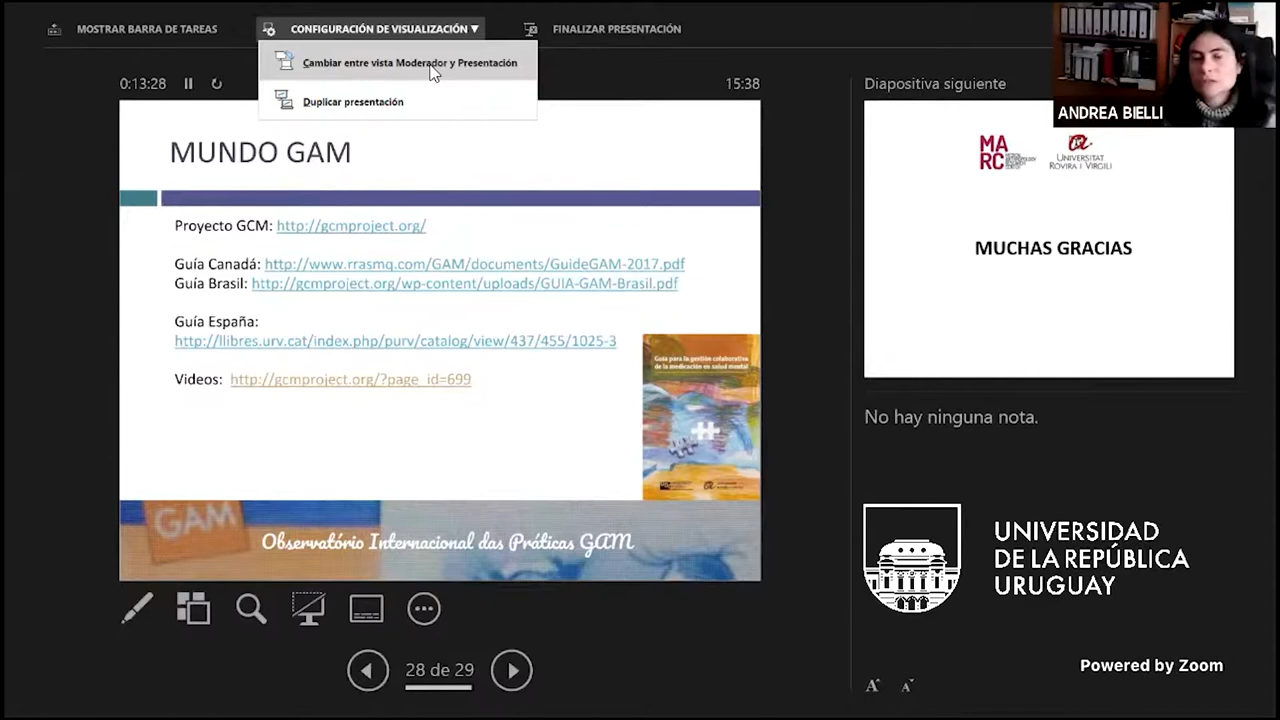 MOSTRAR BARRA DE TAREAS
CONFIGURACIÓN DE VISUALIZACIÓN ▼
FINALIZAR PRESENTACIÓN
Cambiar entre vista Moderador y Presentación
Duplicar presentación
0:13:28
15:38
MUNDO GAM
Proyecto GCM: http://gcmproject.org/
Guía Canadá: http://www.rrasmq.com/GAM/documents/GuideGAM-2017.pdf
Guía Brasil: http://gcmproject.org/wp-content/uploads/GUIA-GAM-Brasil.pdf
Guía España:
http://llibres.urv.cat/index.php/purv/catalog/view/437/455/1025-3
Videos: http://gcmproject.org/?page_id=699
Guía para la gestión colaborativa
de la medicación en salud mental
GAM
Observatório Internacional das Práticas GAM
28 de 29
Diapositiva siguiente
ANDREA BIELLI
MA
RC
UNIVERSITAT
ROVIRA I VIRGILI
MUCHAS GRACIAS
No hay ninguna nota.
UNIVERSIDAD
DE LA REPÚBLICA
URUGUAY
Powered by Zoom
A A